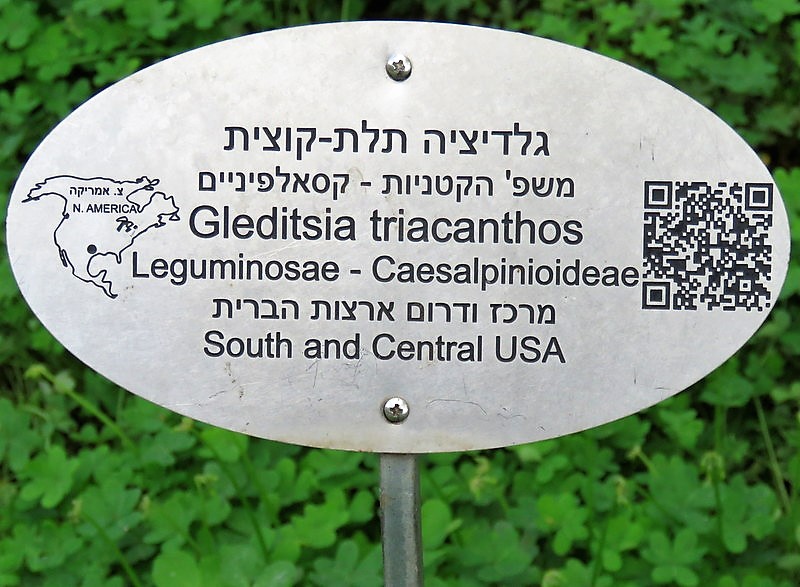 גלדיציה תלת-קוצית
משפ' הקטניות - קסאלפיניים
צ. אמריקה
N. AMERICA
Gleditsia triacanthos
Leguminosae - Caesalpinioideae
מרכז ודרום ארצות הברית
South and Central USA